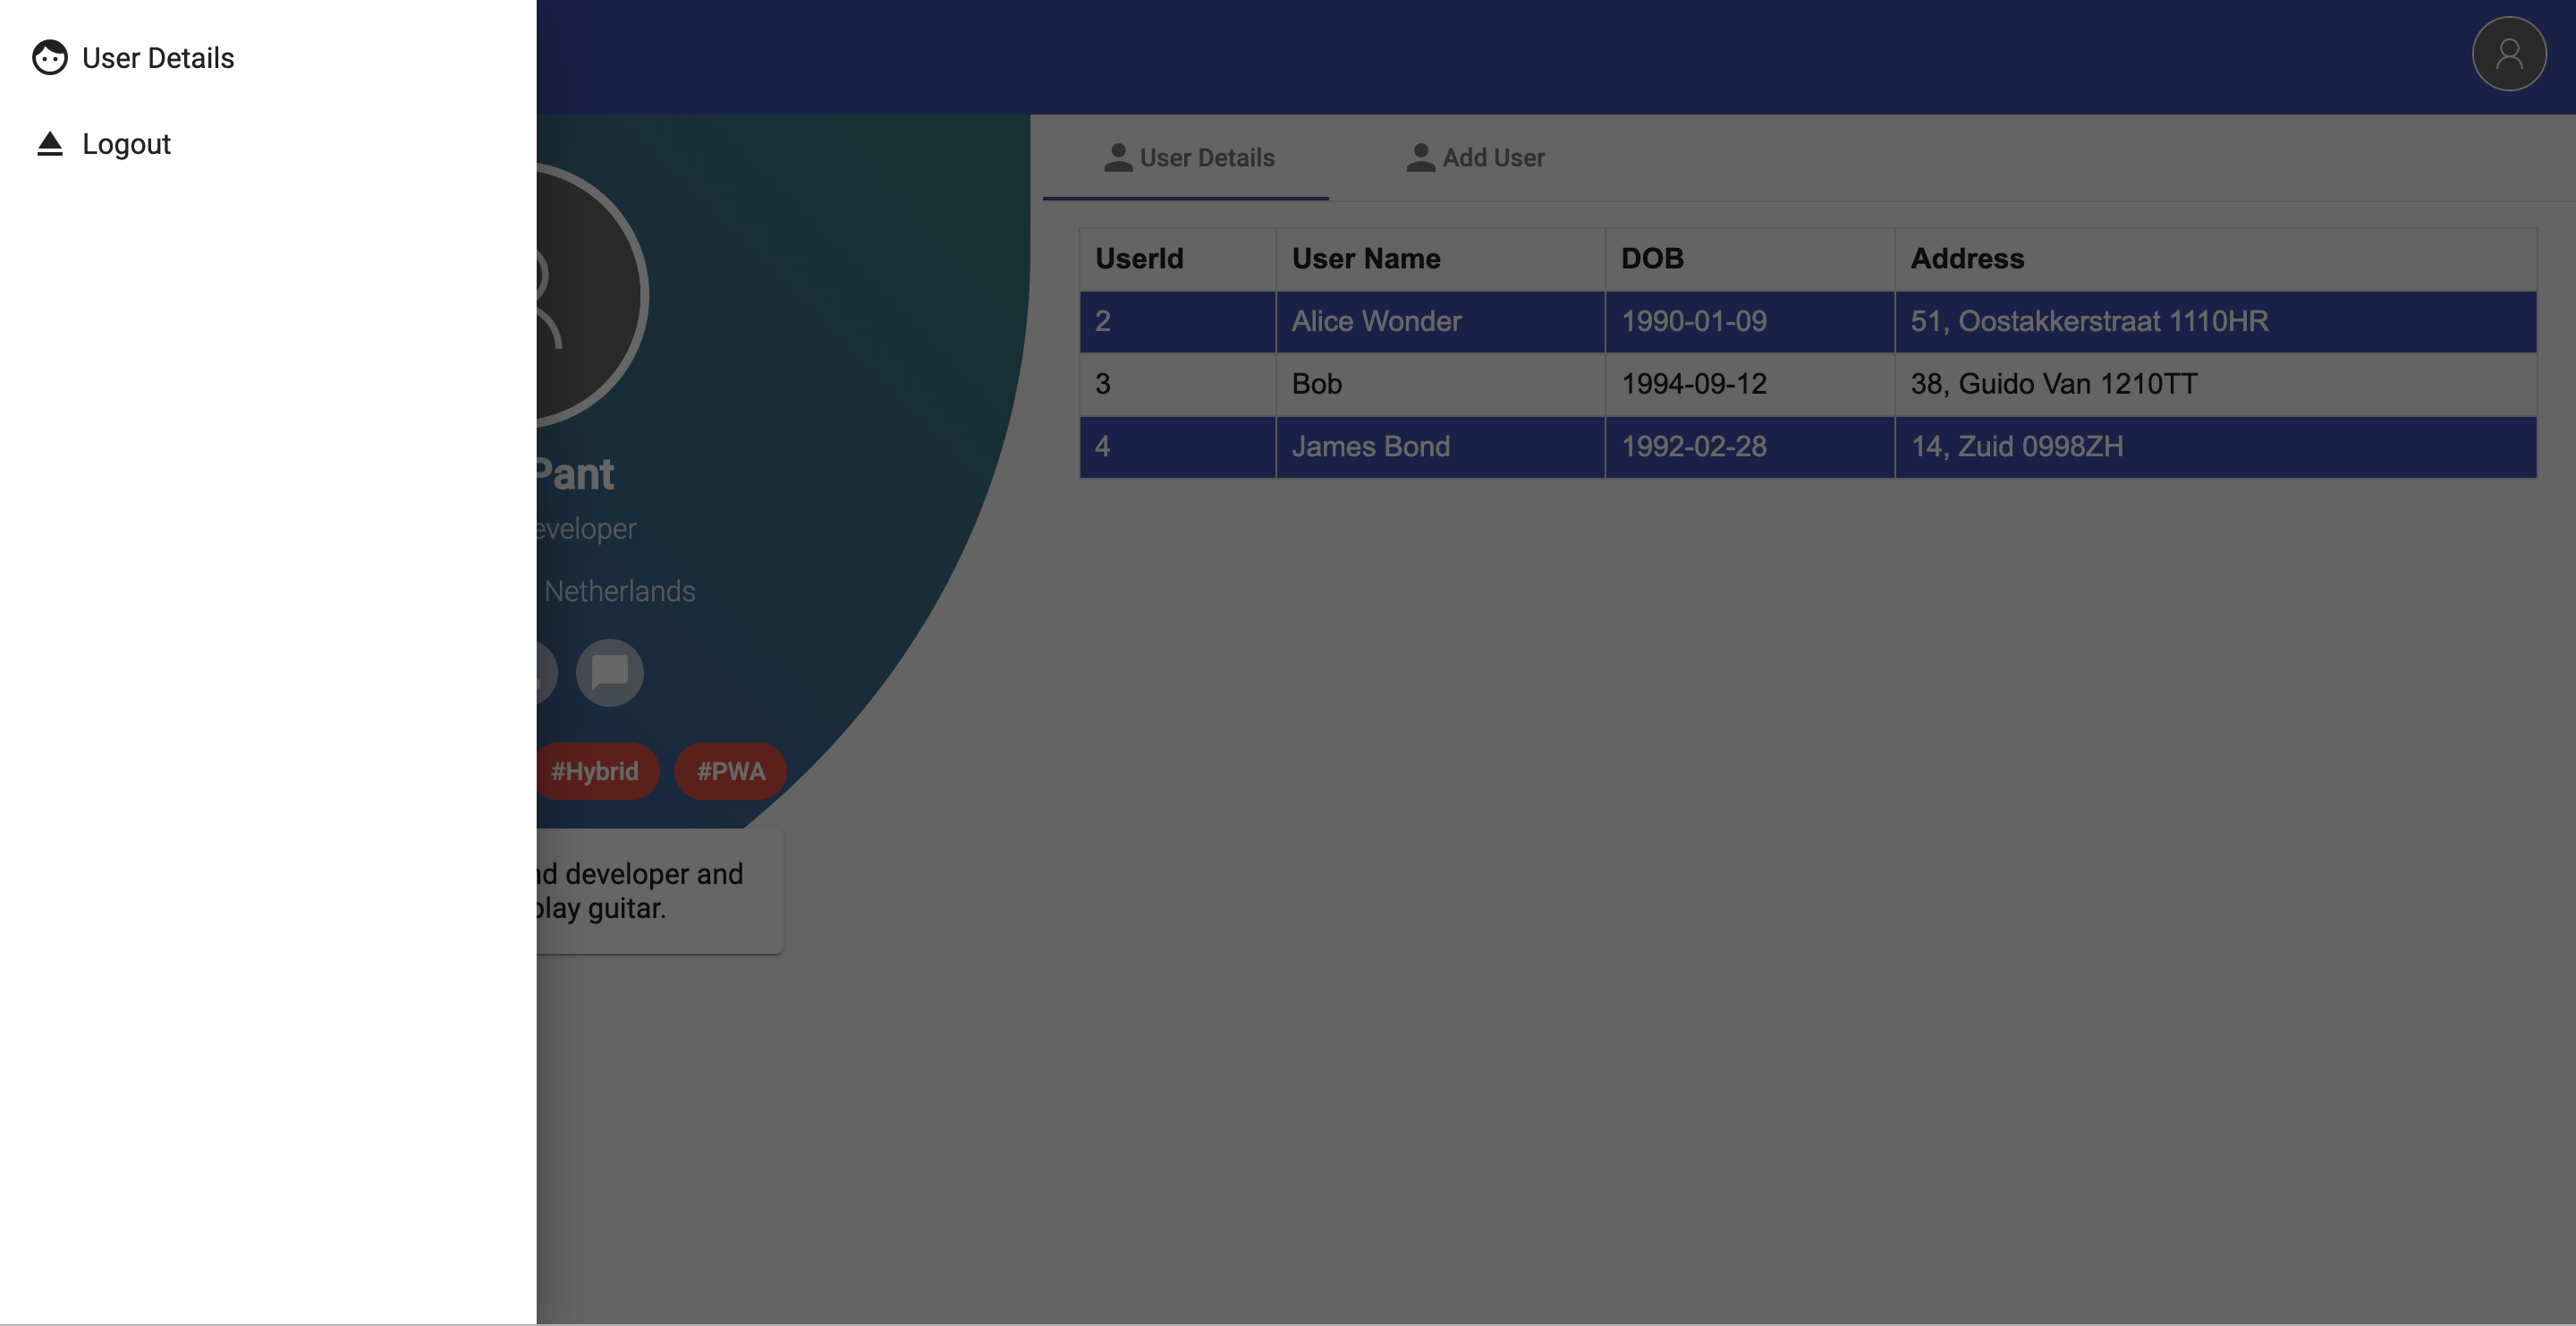 User Details
Logout
User Details
Add User
UserId User Name DOB Address
2 Alice Wonder 1990-01-09 51, Oostakkerstraat 1110HR
3 Bob 1994-09-12 38, Guido Van 1210TT
4 James Bond 1992-02-28 14, Zuid 0998ZH
Pant
eveloper
Netherlands
#Hybrid
#PWA
nd developer and
play guitar.